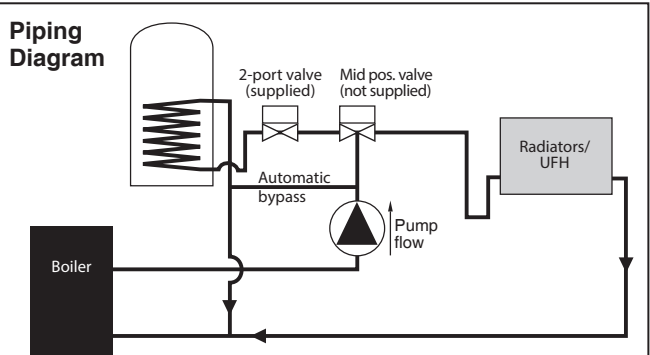 Piping
Diagram
2-port valve
(supplied)
Mid pos. valve
(not supplied)
Radiators/
UFH
Automatic
bypass
Pump
flow
Boiler